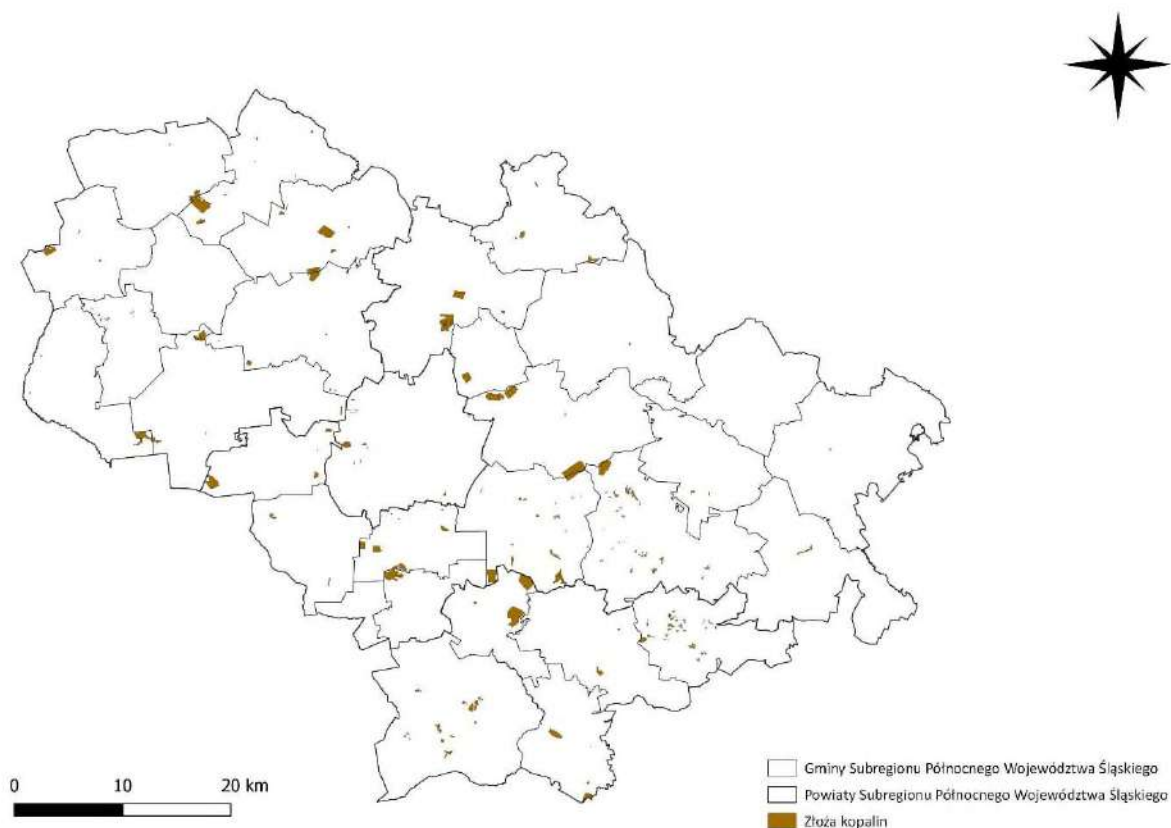 0 10 20 km
Gminy Subregionu Północnego Województwa Śląskiego
Powiaty Subregionu Północnego Województwa Śląskiego
Złoża kopalin